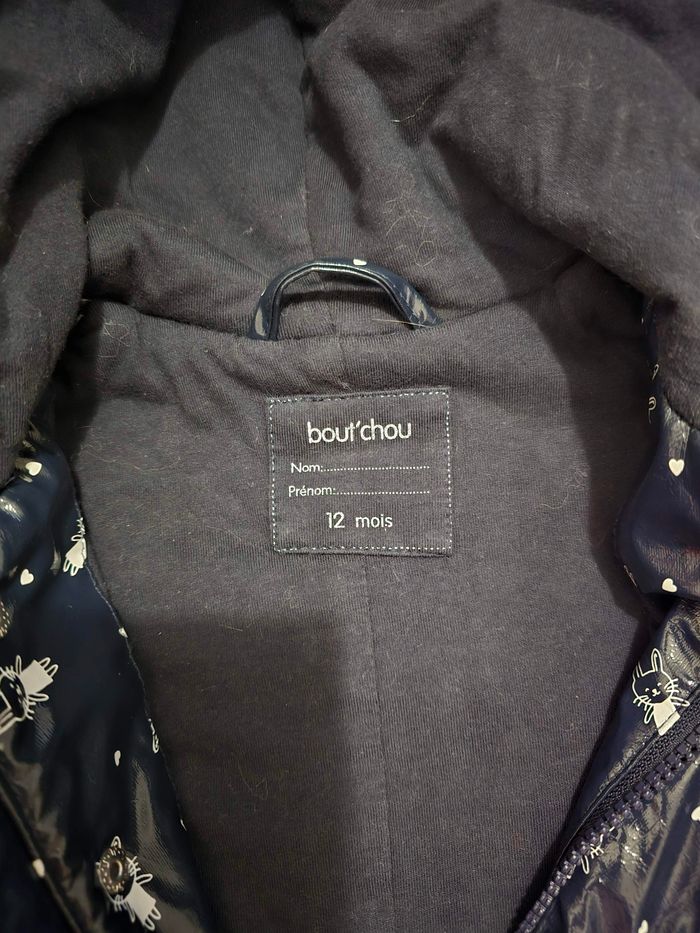 bout'chou
Nom:..............................
Prénom:..........................
12 mois